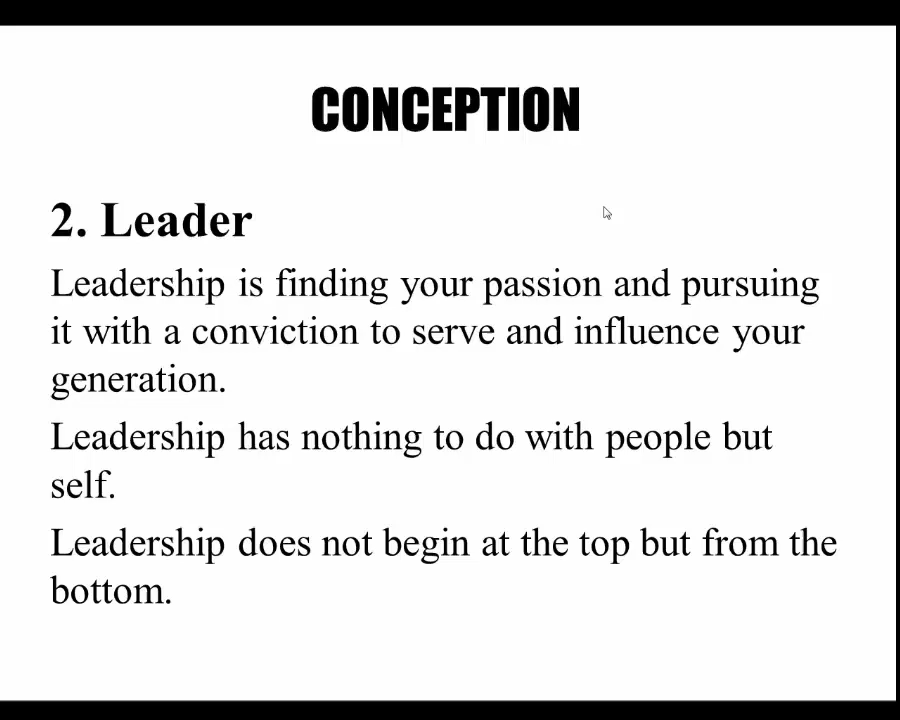 CONCEPTION
2. Leader
Leadership is finding your passion and pursuing
it with a conviction to serve and influence your
generation.
Leadership has nothing to do with people but
self.
Leadership does not begin at the top but from the
bottom.